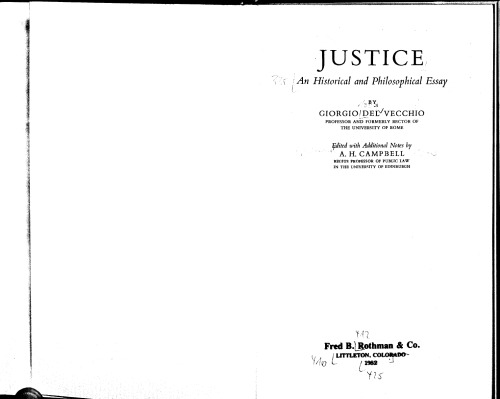 JUSTICE
An Historical and Philosophical Essay
BY
GIORGIO DEL VECCHIO
PROFESSOR AND FORMERLY RECTOR OF
THE UNIVERSITY OF ROME
Edited with Additional Notes by
A. H. CAMPBELL
REGIUS PROFESSOR OF PUBLIC LAW
IN THE UNIVERSITY OF EDINBURGH
Fred B. Rothman & Co.
LITTLETON, COLORADO
1982